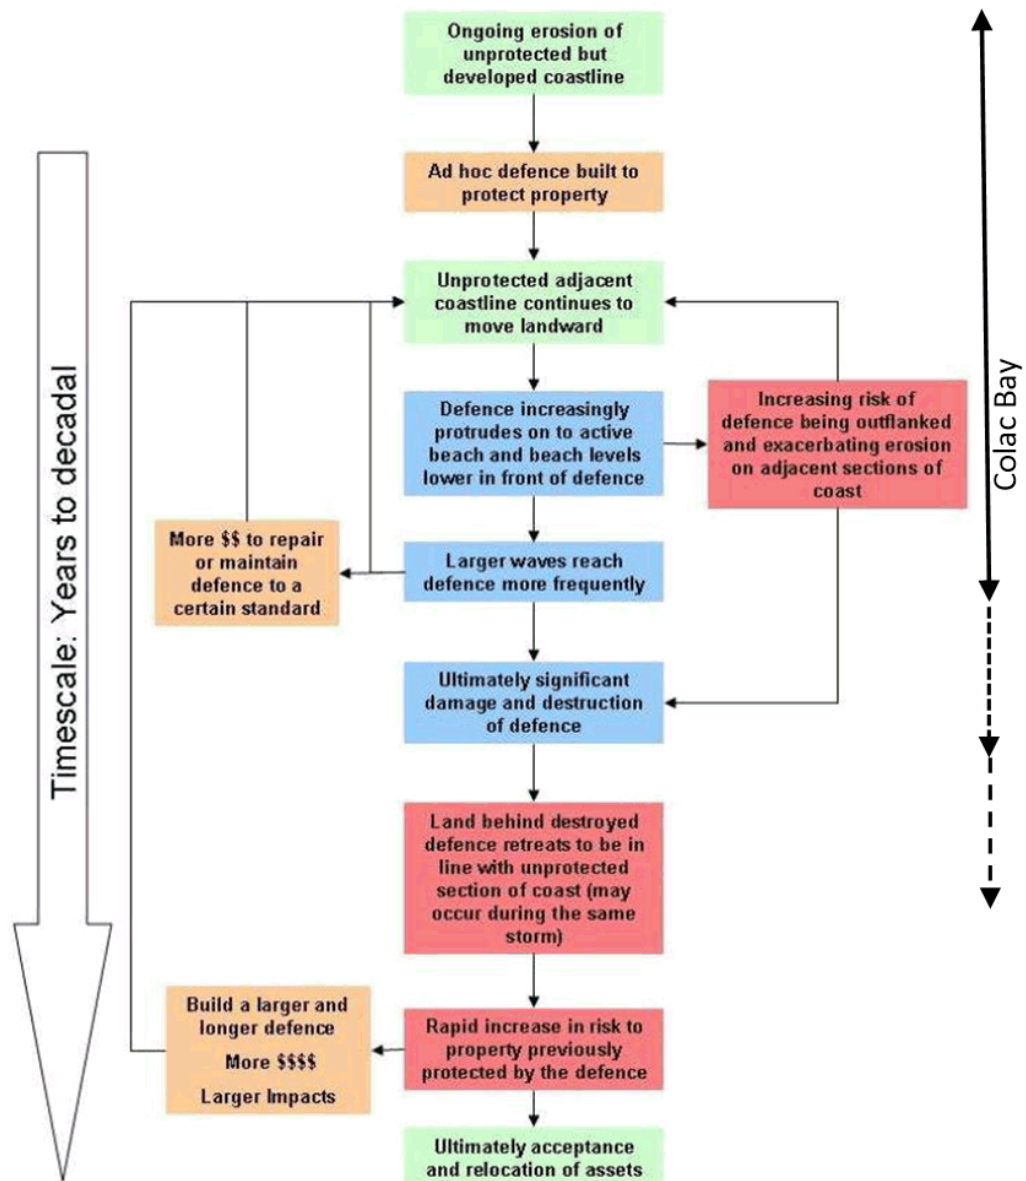 Ongoing erosion of
unprotected but
developed coastline
Ad hoc defence built to
protect property
Unprotected adjacent
coastline continues to
move landward
Defence increasingly
protrudes on to active
beach and beach levels
lower in front of defence
Increasing risk of
defence being outflanked
and exacerbating erosion
on adjacent sections of
coast
More $$ to repair
or maintain
defence to a
certain standard
Larger waves reach
defence more frequently
Ultimately significant
damage and destruction
of defence
Land behind destroyed
defence retreats to be in
line with unprotected
section of coast (may
occur during the same
storm)
Build a larger and
longer defence
More $$$$
Larger Impacts
Rapid increase in risk to
property previously
protected by the defence
Ultimately acceptance
and relocation of assets
Timescale: Years to decadal
Colac Bay